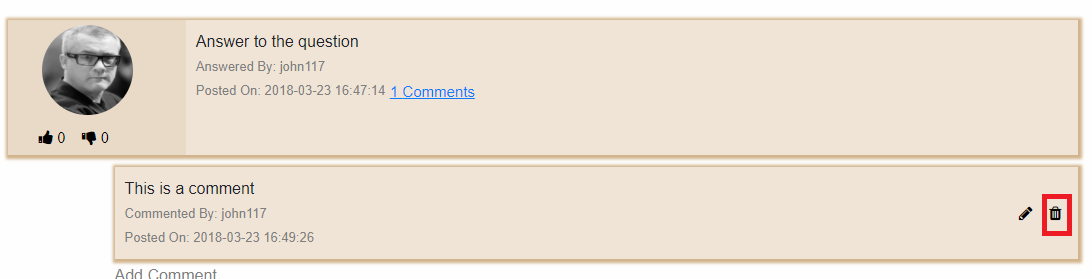 Answer to the question
Answered By: john117
Posted On: 2018-03-23 16:47:14 1 Comments
0 0
This is a comment
Commented By: john117
Posted On: 2018-03-23 16:49:26
Add Comment